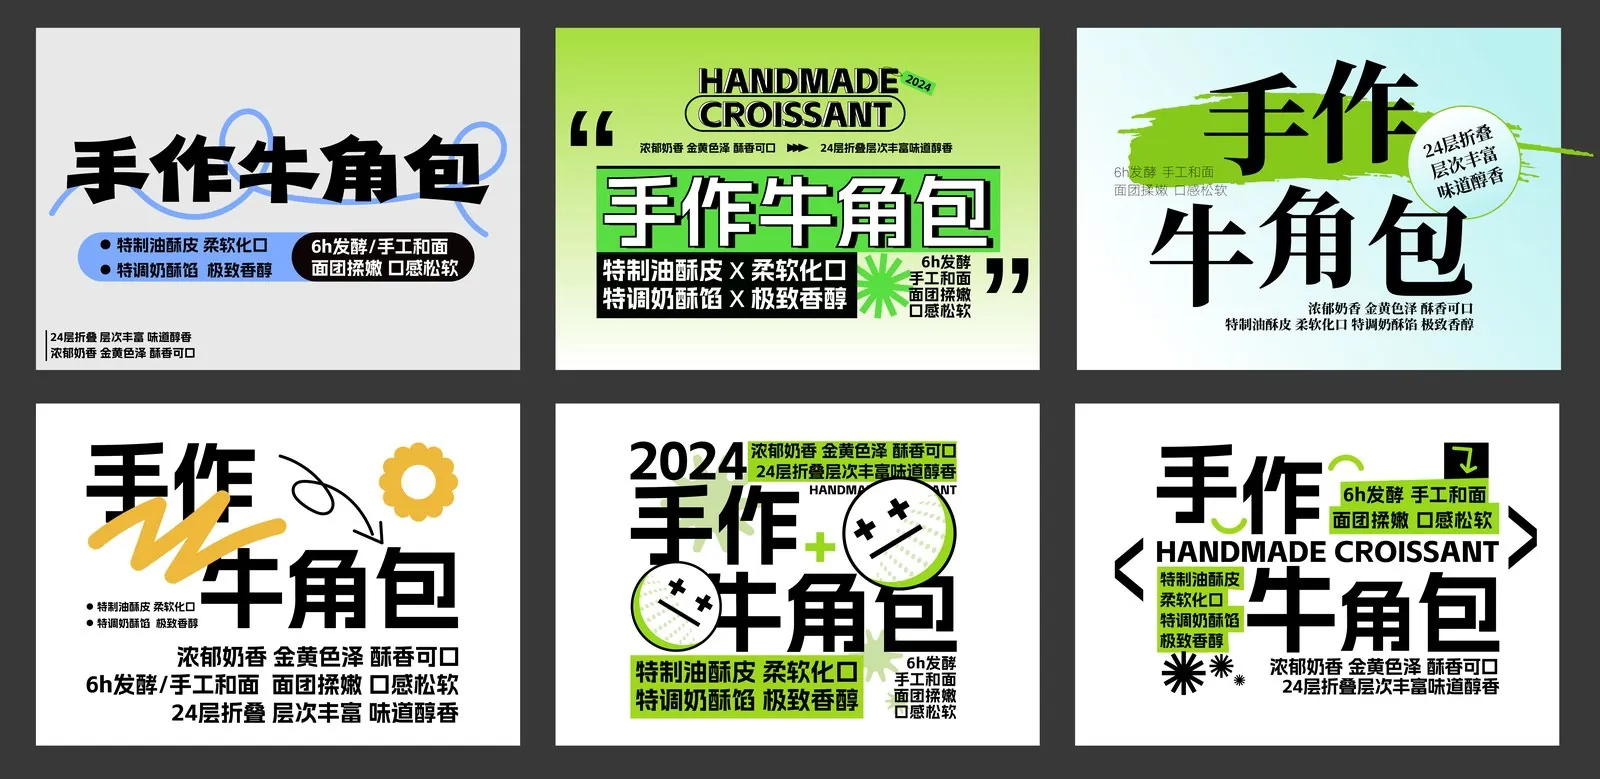 手作牛角包
● 特制油酥皮 柔软化口
● 特调奶酥馅 极致香醇
6h发酵/手工和面
面团揉嫩 口感松软
24层折叠 层次丰富 味道醇香
浓郁奶香 金黄色泽 酥香可口
HANDMADE
CROISSANT
2024
“
浓郁奶香 金黄色泽 酥香可口
24层折叠层次丰富味道醇香
手作牛角包
特制油酥皮 X 柔软化口
特调奶酥馅 X 极致香醇
6h发酵
手工和面
面团揉嫩
口感松软
”
手作
24层折叠
层次丰富
味道醇香
6h发酵 手工和面
面团揉嫩 口感松软
牛角包
浓郁奶香 金黄色泽 酥香可口
特制油酥皮 柔软化口 特调奶酥馅 极致香醇
手作
牛角包
● 特制油酥皮 柔软化口
● 特调奶酥馅 极致香醇
浓郁奶香 金黄色泽 酥香可口
6h发酵/手工和面 面团揉嫩 口感松软
24层折叠 层次丰富 味道醇香
2024
浓郁奶香 金黄色泽 酥香可口
24层折叠层次丰富味道醇香
手作
+
牛角包
特制油酥皮 柔软化口
特调奶酥馅 极致香醇
6h发酵
手工和面
面团揉嫩
口感松软
手作
6h发酵 手工和面
面团揉嫩 口感松软
HANDMADE CROISSANT
特制油酥皮
柔软化口
特调奶酥馅
极致香醇
牛角包
浓郁奶香 金黄色泽 酥香可口
24层折叠层次丰富味道醇香